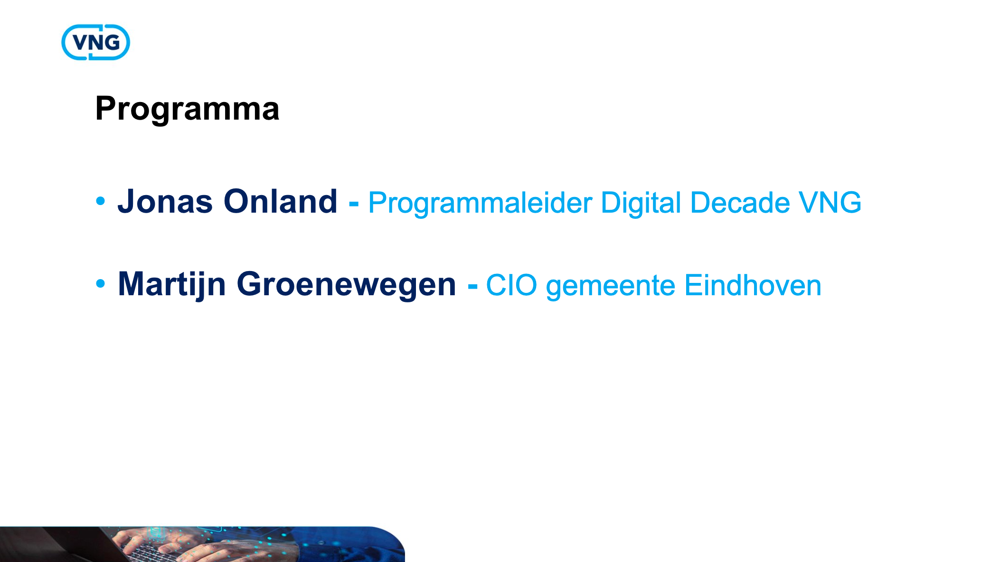 VNG
Programma
• Jonas Onland - Programmaleider Digital Decade VNG
• Martijn Groenewegen - CIO gemeente Eindhoven